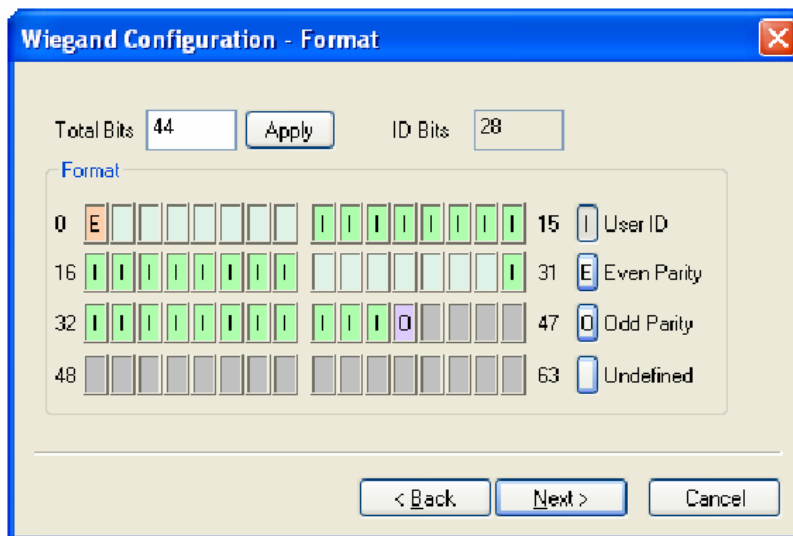 Wiegand Configuration - Format
Total Bits 44 Apply ID Bits 28
Format
0 E I I I I I I I I 15 I User ID
16 I I I I I I I I I 31 E Even Parity
32 I I I I I I I I I I I O 47 O Odd Parity
48 63 Undefined
< Back Next > Cancel